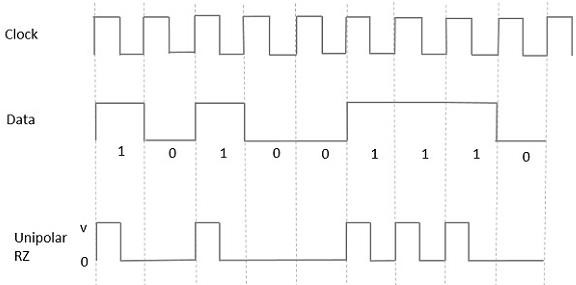 Clock
Data
1 0 1 0 0 1 1 1 0
v
Unipolar
RZ
0